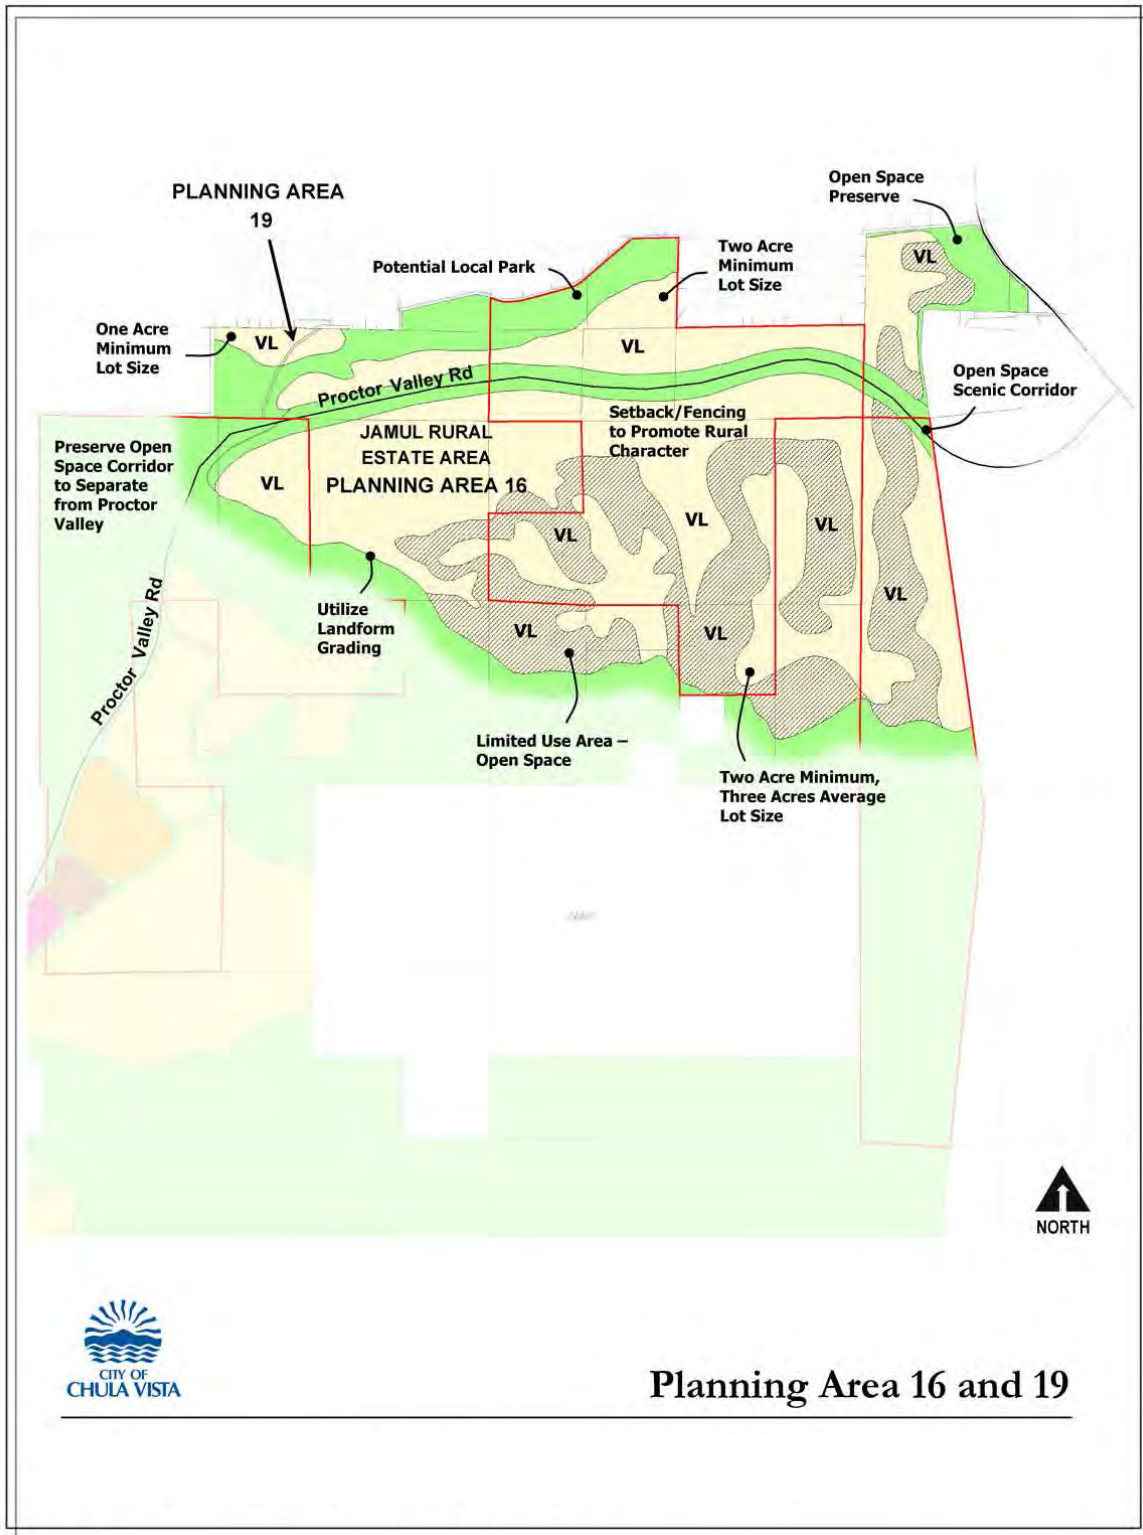 PLANNING AREA
19
Open Space
Preserve
Potential Local Park
Two Acre
Minimum
Lot Size
One Acre
Minimum
Lot Size
VL
VL
VL
Proctor Valley Rd
Open Space
Scenic Corridor
Setback/Fencing
to Promote Rural
Character
JAMUL RURAL
ESTATE AREA
PLANNING AREA 16
Preserve Open
Space Corridor
to Separate
from Proctor
Valley
VL
VL
VL
VL
VL
VL
VL
Utilize
Landform
Grading
Proctor Valley Rd
Limited Use Area –
Open Space
Two Acre Minimum,
Three Acres Average
Lot Size
NORTH
CITY OF
CHULA VISTA
Planning Area 16 and 19